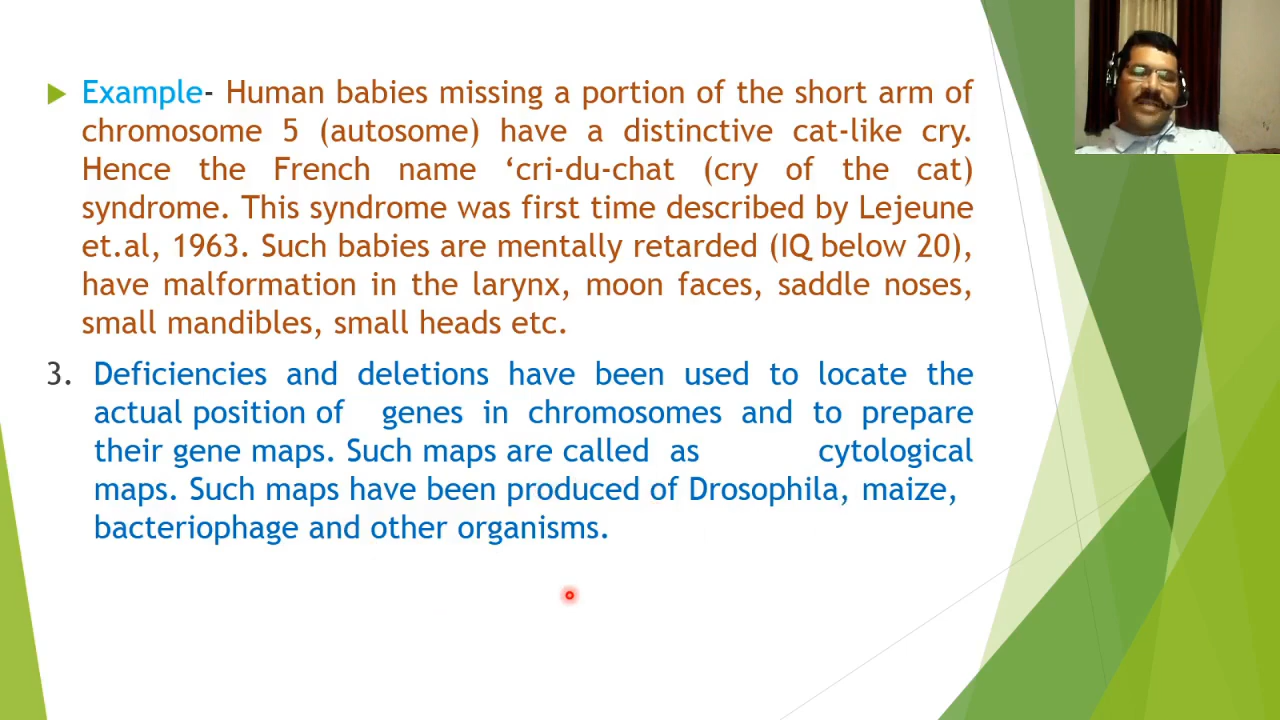 Example- Human babies missing a portion of the short arm of
chromosome 5 (autosome) have a distinctive cat-like cry.
Hence the French name ‘cri-du-chat (cry of the cat)
syndrome. This syndrome was first time described by Lejeune
et.al, 1963. Such babies are mentally retarded (IQ below 20),
have malformation in the larynx, moon faces, saddle noses,
small mandibles, small heads etc.
3. Deficiencies and deletions have been used to locate the
actual position of genes in chromosomes and to prepare
their gene maps. Such maps are called as cytological
maps. Such maps have been produced of Drosophila, maize,
bacteriophage and other organisms.